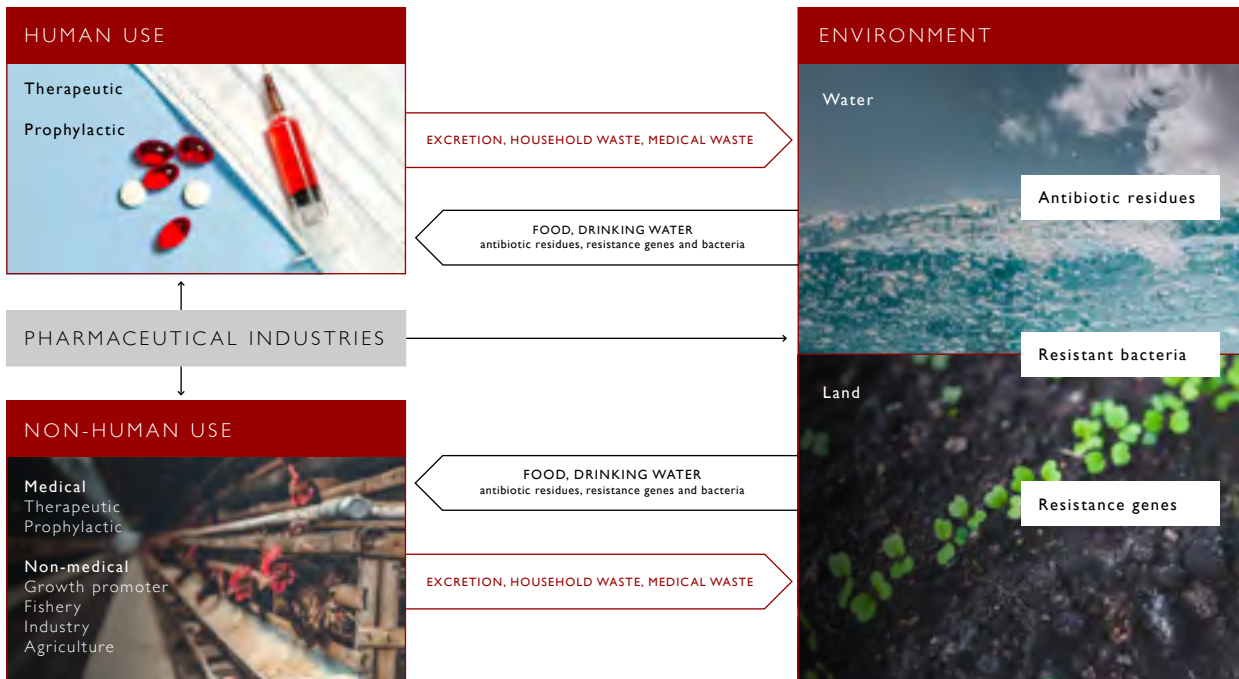 HUMAN USE
Therapeutic
Prophylactic
EXCRETION, HOUSEHOLD WASTE, MEDICAL WASTE
FOOD, DRINKING WATER
antibiotic residues, resistance genes and bacteria
PHARMACEUTICAL INDUSTRIES
NON-HUMAN USE
Medical
Therapeutic
Prophylactic
Non-medical
Growth promoter
Fishery
Industry
Agriculture
FOOD, DRINKING WATER
antibiotic residues, resistance genes and bacteria
EXCRETION, HOUSEHOLD WASTE, MEDICAL WASTE
ENVIRONMENT
Water
Antibiotic residues
Resistant bacteria
Land
Resistance genes